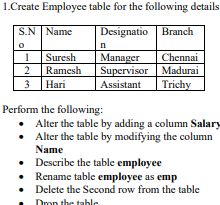 1.Create Employee table for the following details
S.N Name Designatio Branch
o n
1 Suresh Manager Chennai
2 Ramesh Supervisor Madurai
3 Hari Assistant Trichy
Perform the following:
• Alter the table by adding a column Salary
• Alter the table by modifying the column
Name
• Describe the table employee
• Rename table employee as emp
• Delete the Second row from the table
• Drop the table